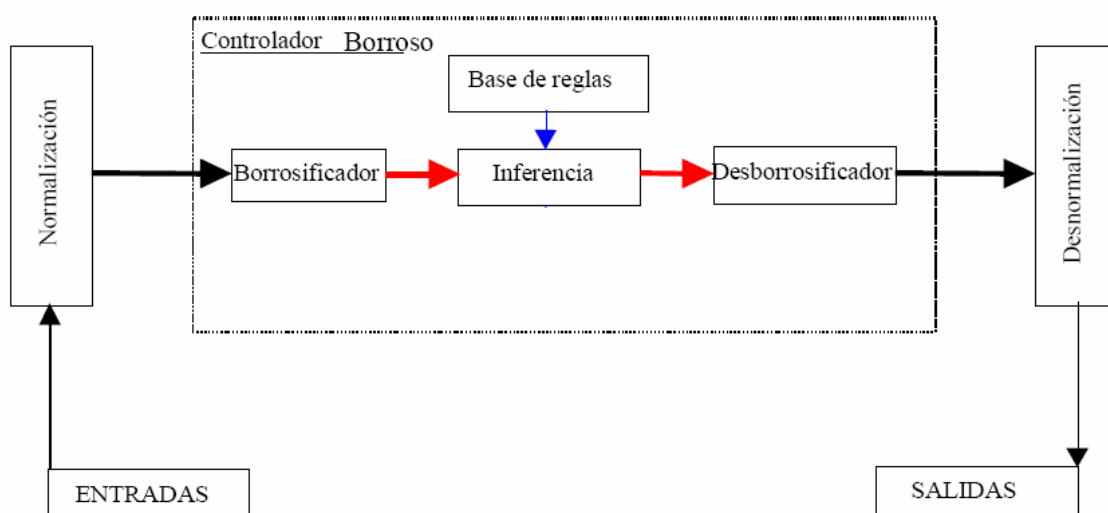 Controlador Borroso
Base de reglas
Normalización
Borrosificador
Inferencia
Desborrosificador
Desnormalización
ENTRADAS
SALIDAS